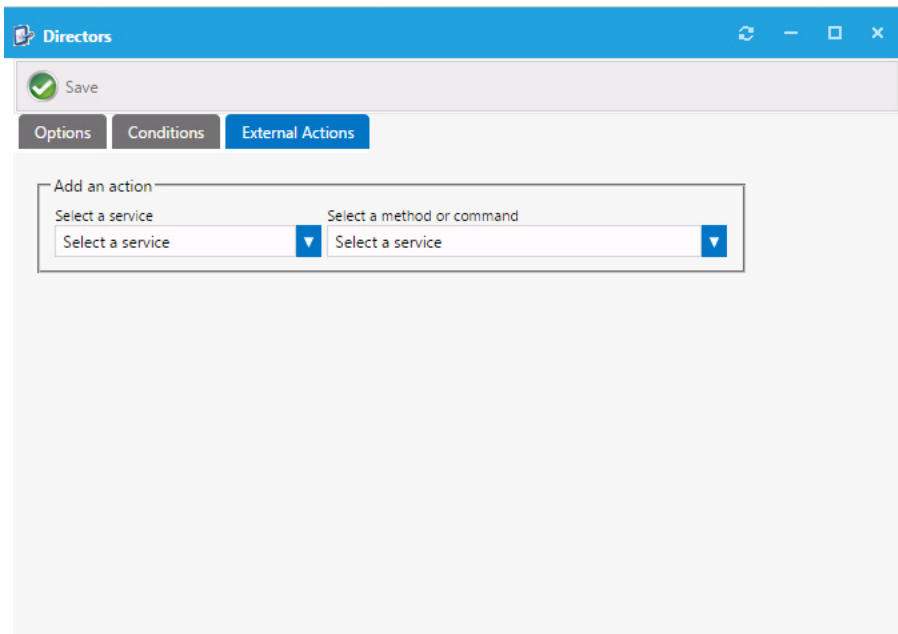 Directors
Save
Options Conditions External Actions
Add an action
Select a service Select a method or command
Select a service Select a service